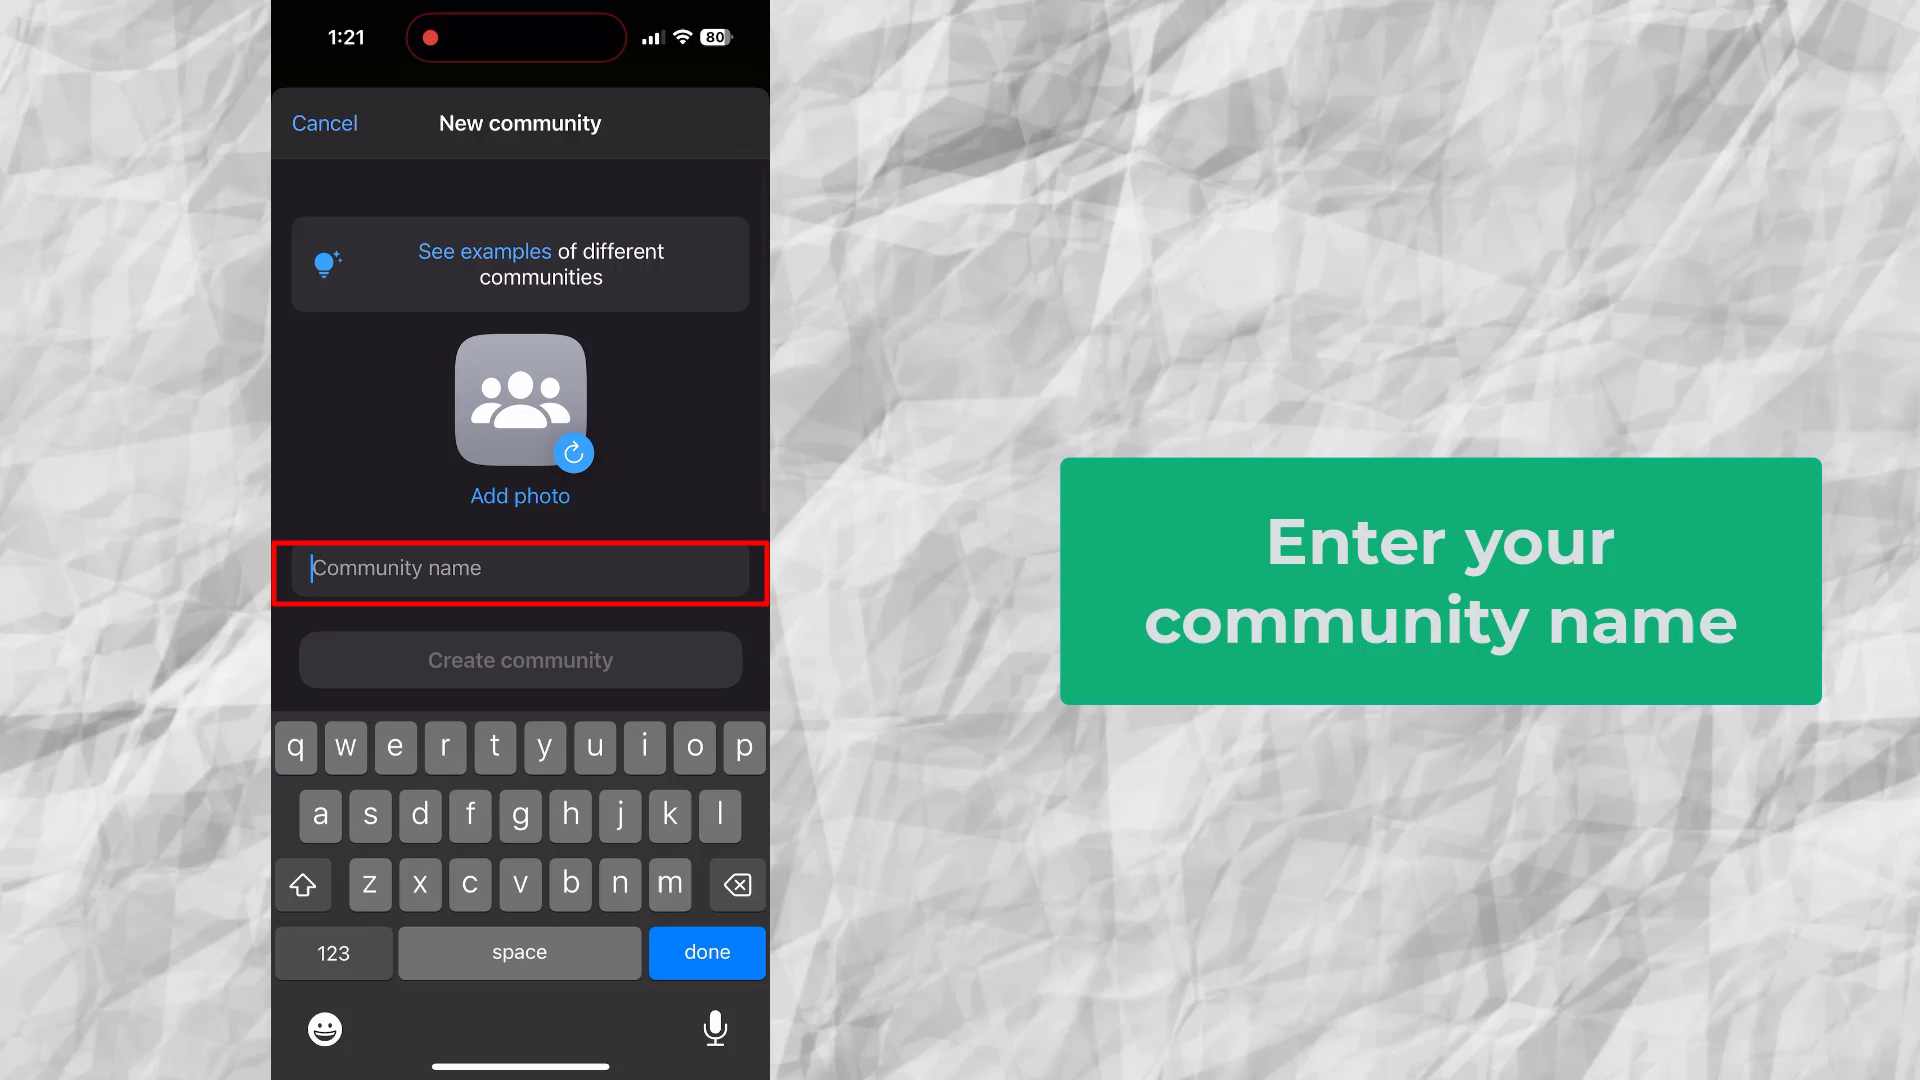 1:21
80
Cancel
New community
See examples of different
communities
Add photo
Community name
Create community
q w e r t y u i o p
a s d f g h j k l
z x c v b n m
123 space done
Enter your
community name